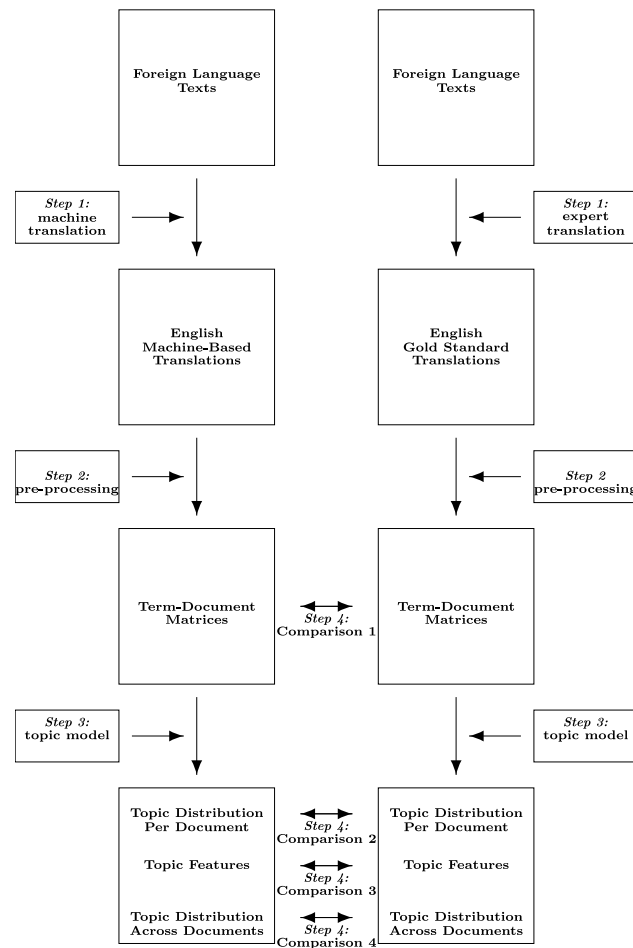 Foreign Language
Texts
Foreign Language
Texts
Step 1:
machine
translation
Step 1:
expert
translation
English
Machine-Based
Translations
English
Gold Standard
Translations
Step 2:
pre-processing
Step 2
pre-processing
Term-Document
Matrices
Step 4:
Comparison 1
Term-Document
Matrices
Step 3:
topic model
Step 3:
topic model
Topic Distribution
Per Document
Step 4:
Comparison 2
Topic Distribution
Per Document
Topic Features
Step 4:
Comparison 3
Topic Features
Topic Distribution
Across Documents
Step 4:
Comparison 4
Topic Distribution
Across Documents